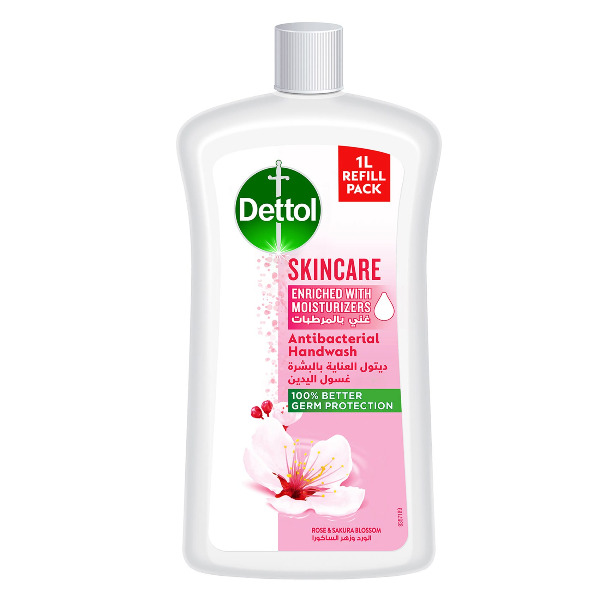 1L
REFILL
PACK
Dettol
SKINCARE
ENRICHED WITH
MOISTURIZERS
غني بالمرطبات
Antibacterial
Handwash
ديتول العناية بالبشرة
غسول اليدين
100% BETTER
GERM PROTECTION
ROSE & SAKURA BLOSSOM
الورد وزهر الساكورا